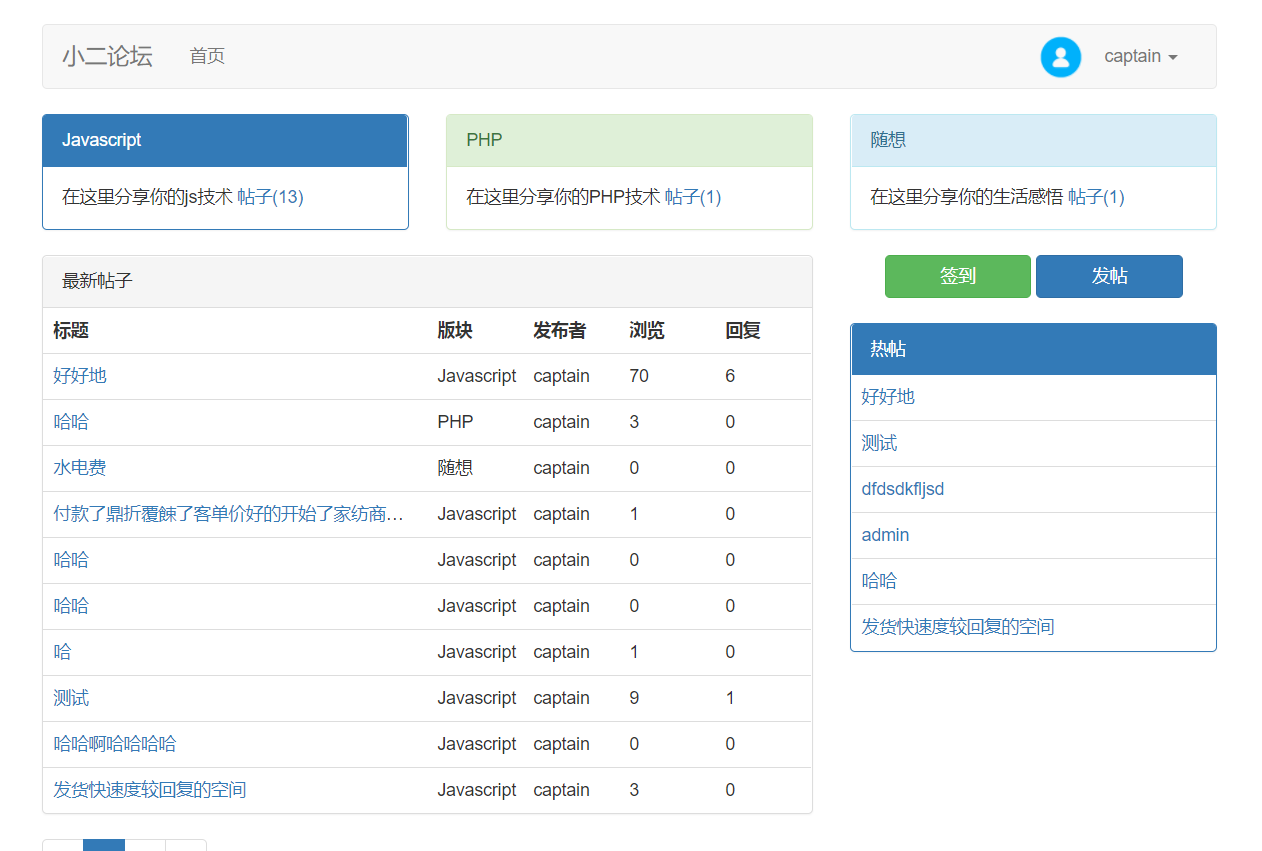 小二论坛 首页 captain
Javascript
在这里分享你的js技术 帖子(13)
PHP
在这里分享你的PHP技术 帖子(1)
随想
在这里分享你的生活感悟 帖子(1)
最新帖子
标题 版块 发布者 浏览 回复
好好地 Javascript captain 70 6
哈哈 PHP captain 3 0
水电费 随想 captain 0 0
付款了鼎折覆餗了客单价好的开始了家纺商… Javascript captain 1 0
哈哈 Javascript captain 0 0
哈哈 Javascript captain 0 0
哈 Javascript captain 1 0
测试 Javascript captain 9 1
哈哈啊哈哈哈哈 Javascript captain 0 0
发货快速度较回复的空间 Javascript captain 3 0
签到 发帖
热帖
好好地
测试
dfdsdkfljsd
admin
哈哈
发货快速度较回复的空间